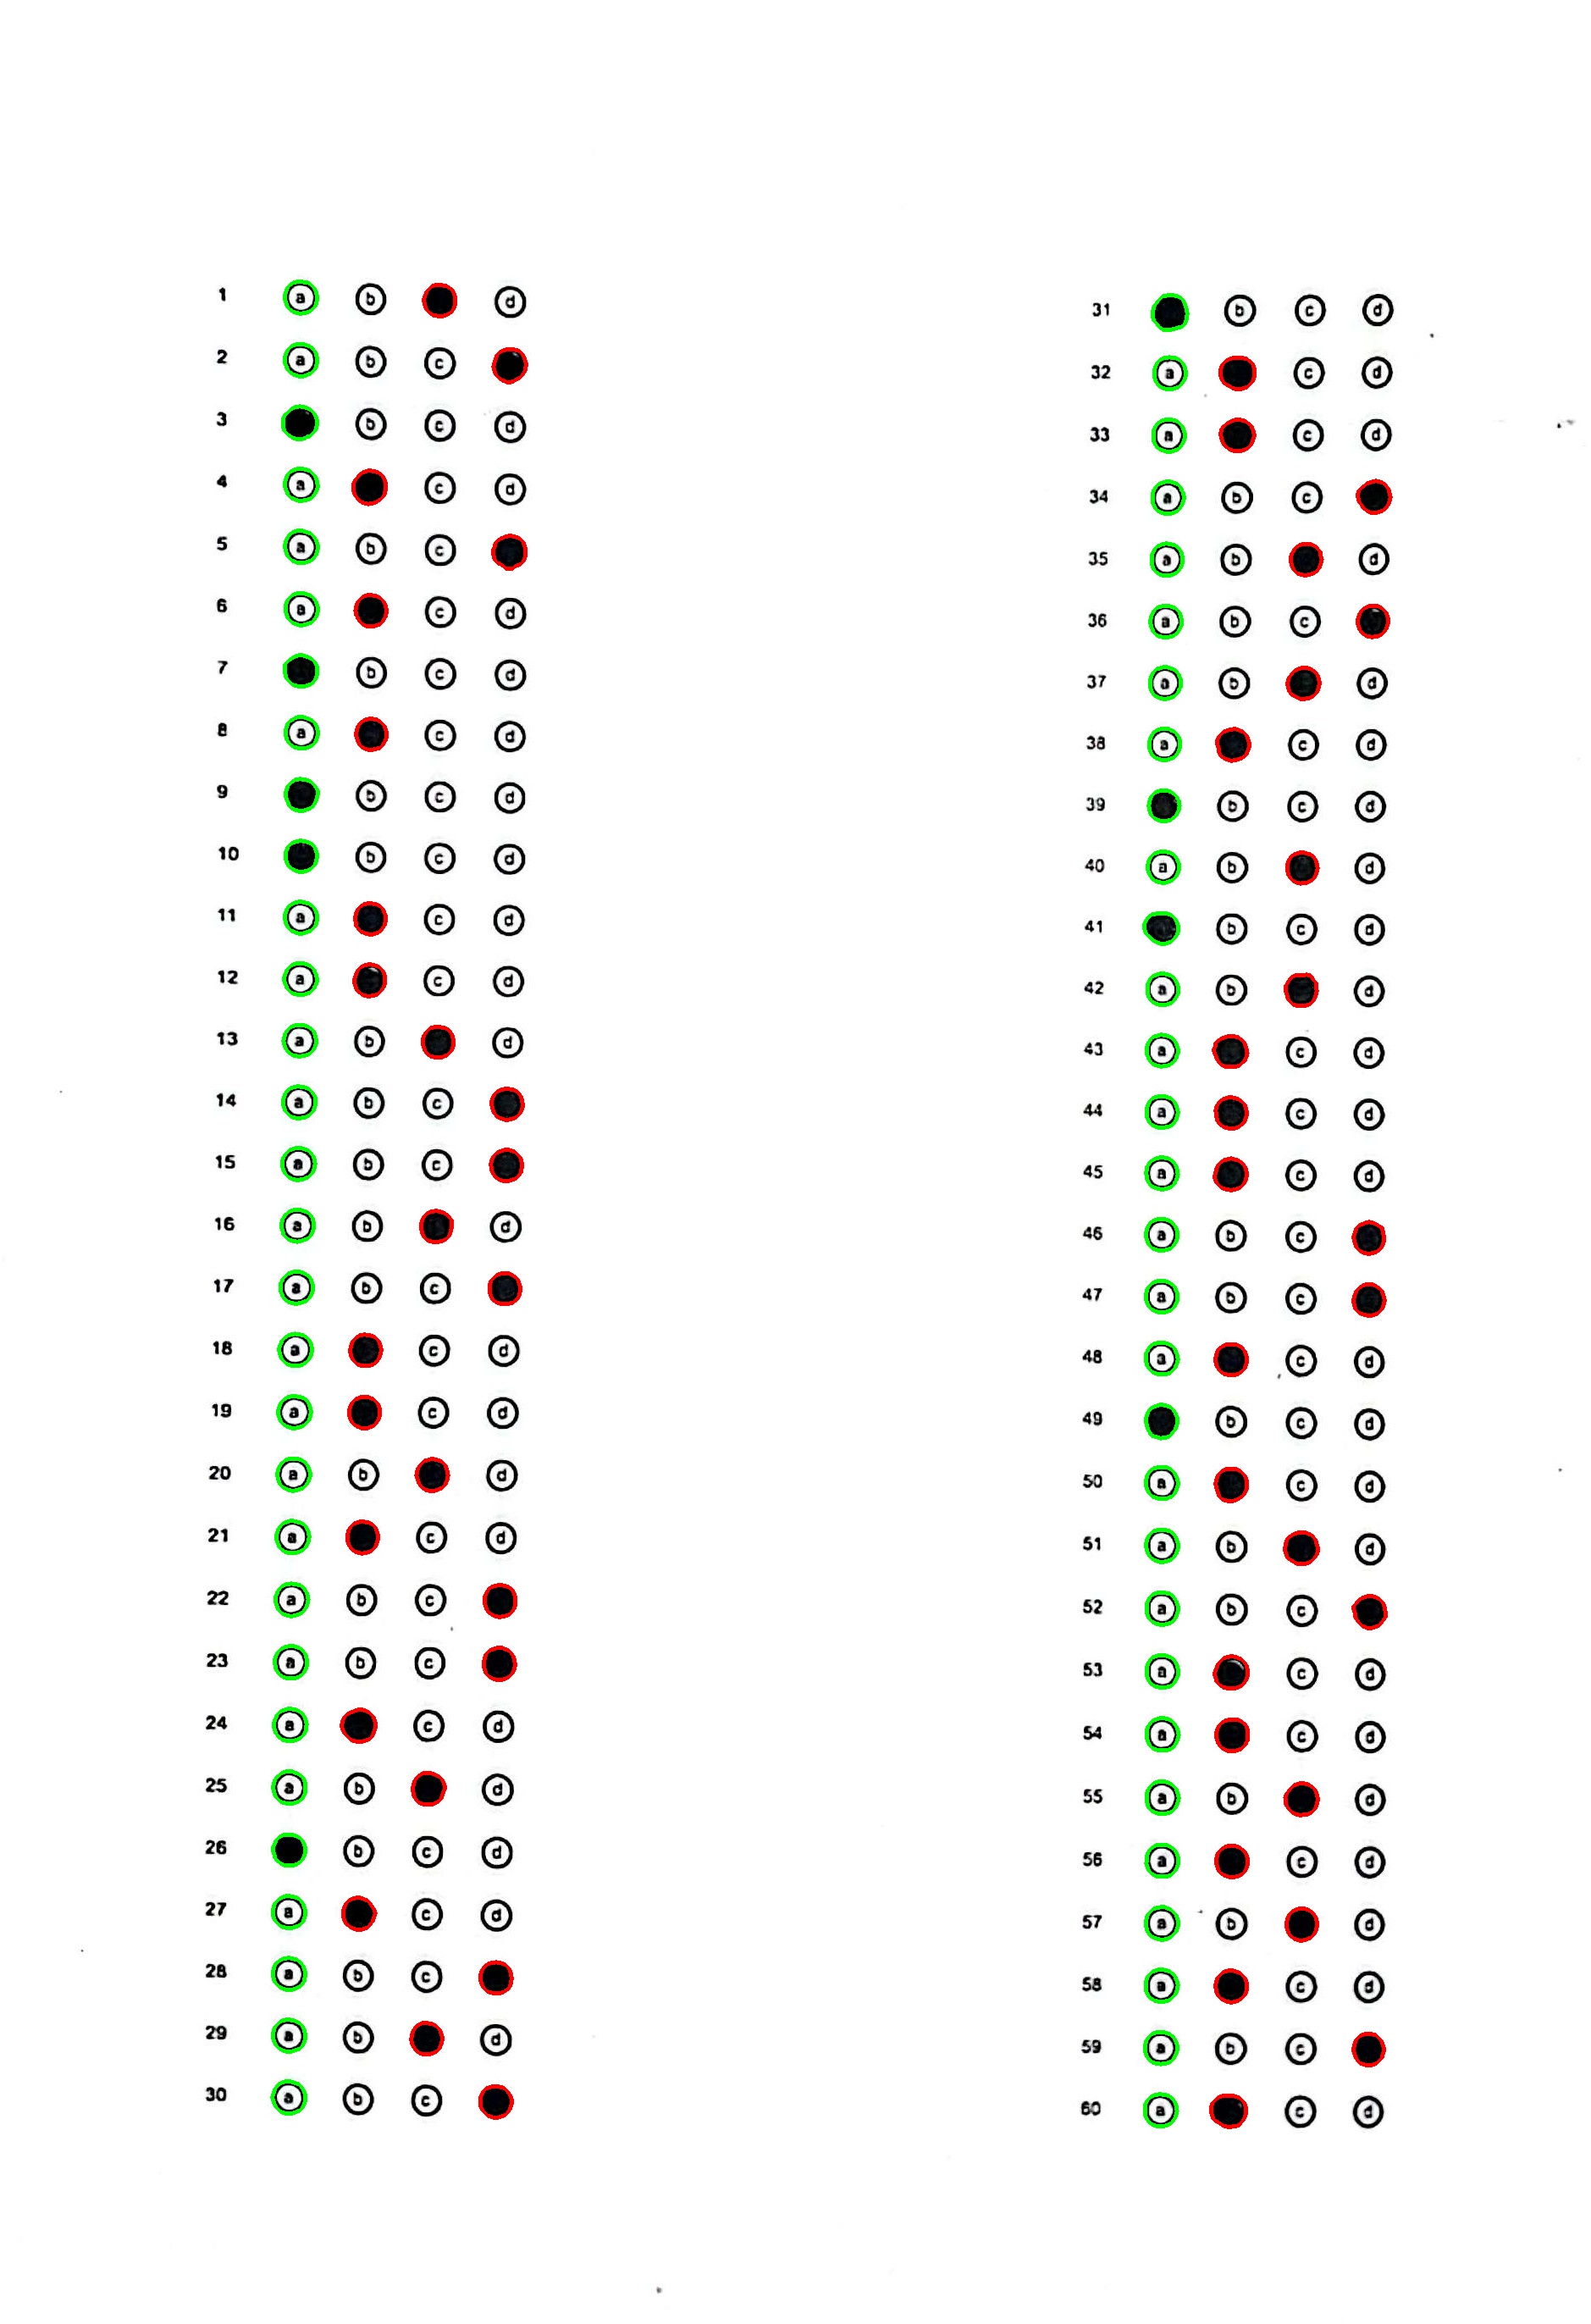 1 a b d
2 a b c
3 b c d
4 a c d
5 a b c
6 a c d
7 b c d
8 a c d
9 b c d
10 b c d
11 a c d
12 a c d
13 a b d
14 a b c
15 a b c
16 a b d
17 a b c
18 a c d
19 a c d
20 a b d
21 a c d
22 a b c
23 a b c
24 a c d
25 a b d
26 b c d
27 a c d
28 a b c
29 a b d
30 a b c
31 b c d
32 a c d
33 a c d
34 a b c
35 a b d
36 a b c
37 a b d
38 a c d
39 b c d
40 a b d
41 b c d
42 a b d
43 a c d
44 a c d
45 a c d
46 a b c
47 a b c
48 a c d
49 b c d
50 a c d
51 a b d
52 a b c
53 a c d
54 a c d
55 a b d
56 a c d
57 a b d
58 a c d
59 a b c
60 a c d